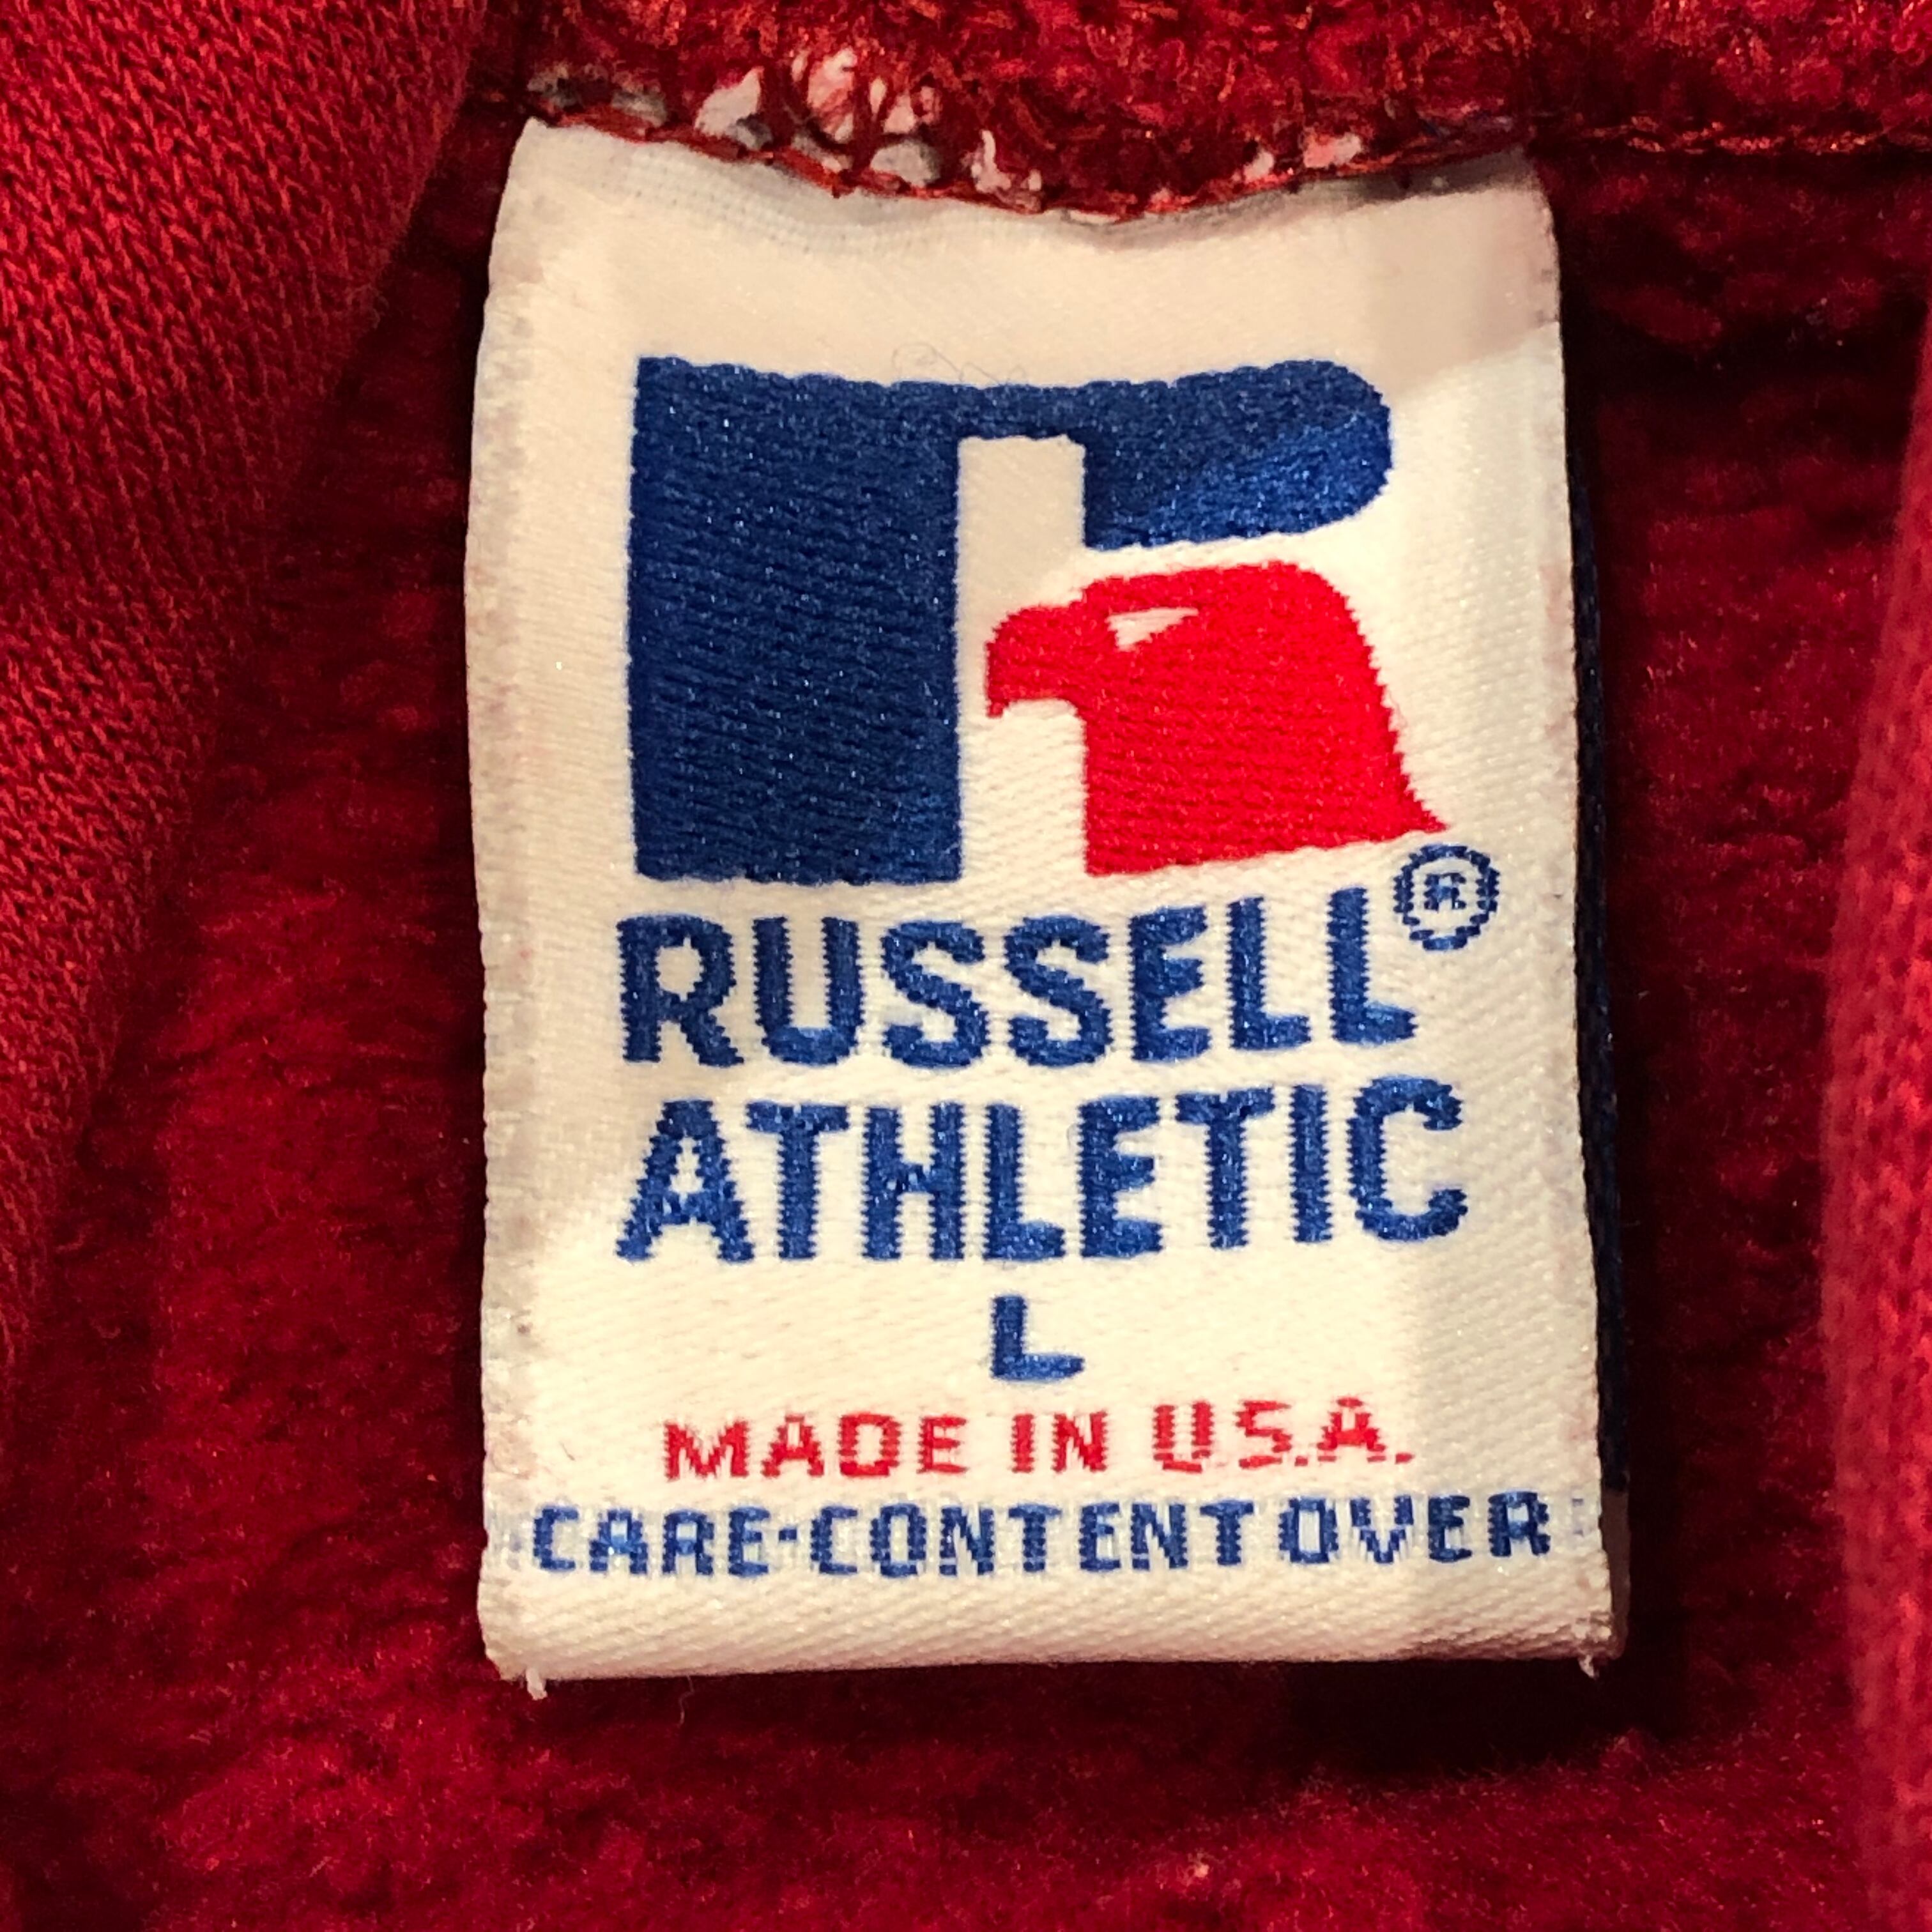 RUSSELL®
ATHLETIC
L
MADE IN U.S.A.
CARE-CONTENT OVER